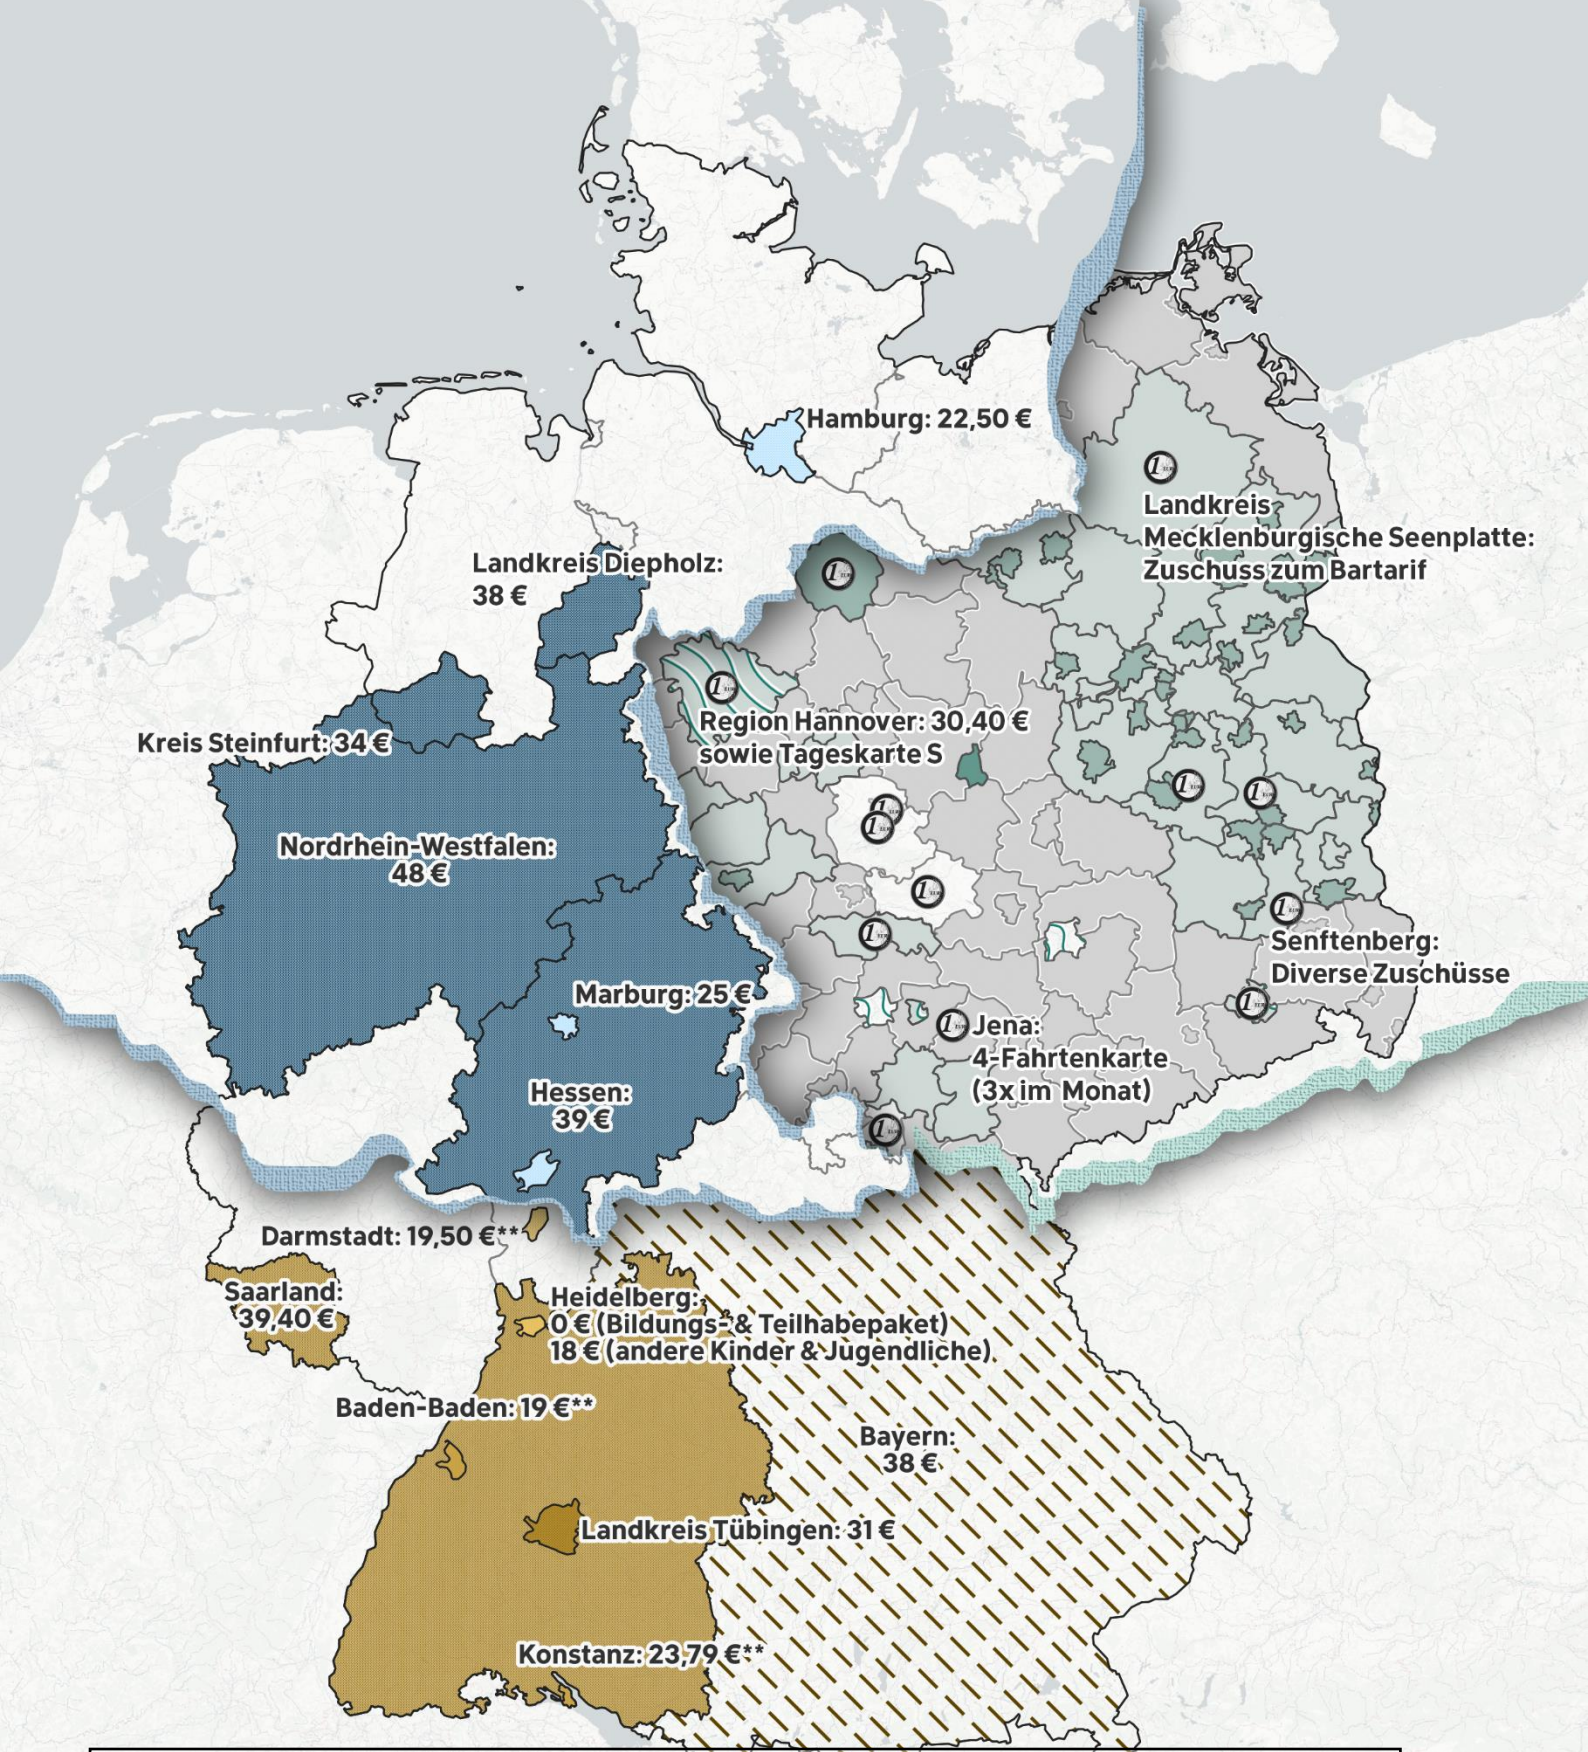 Hamburg: 22,50 €
Landkreis
Mecklenburgische Seenplatte:
Zuschuss zum Bartarif
Landkreis Diepholz:
38 €
Region Hannover: 30,40 €
sowie Tageskarte S
Kreis Steinfurt: 34 €
Nordrhein-Westfalen:
48 €
Senftenberg:
Diverse Zuschüsse
Marburg: 25 €
Jena:
4-Fahrtenkarte
(3x im Monat)
Hessen:
39 €
Darmstadt: 19,50 €**
Saarland:
39,40 €
Heidelberg:
0 € (Bildungs- & Teilhabepaket)
18 € (andere Kinder & Jugendliche)
Baden-Baden: 19 €**
Bayern:
38 €
Landkreis Tübingen: 31 €
Konstanz: 23,79 €**